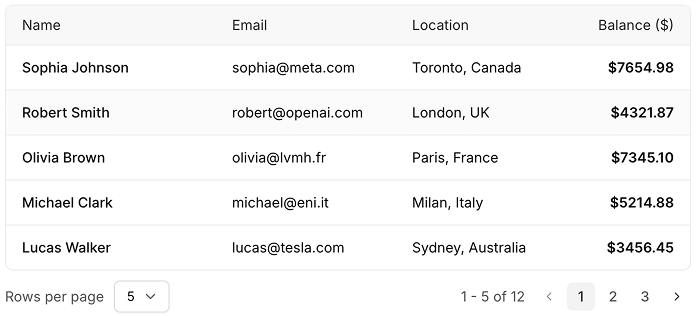 Name Email Location Balance ($)
Sophia Johnson sophia@meta.com Toronto, Canada $7654.98
Robert Smith robert@openai.com London, UK $4321.87
Olivia Brown olivia@lvmh.fr Paris, France $7345.10
Michael Clark michael@eni.it Milan, Italy $5214.88
Lucas Walker lucas@tesla.com Sydney, Australia $3456.45
Rows per page 5 1 - 5 of 12 1 2 3